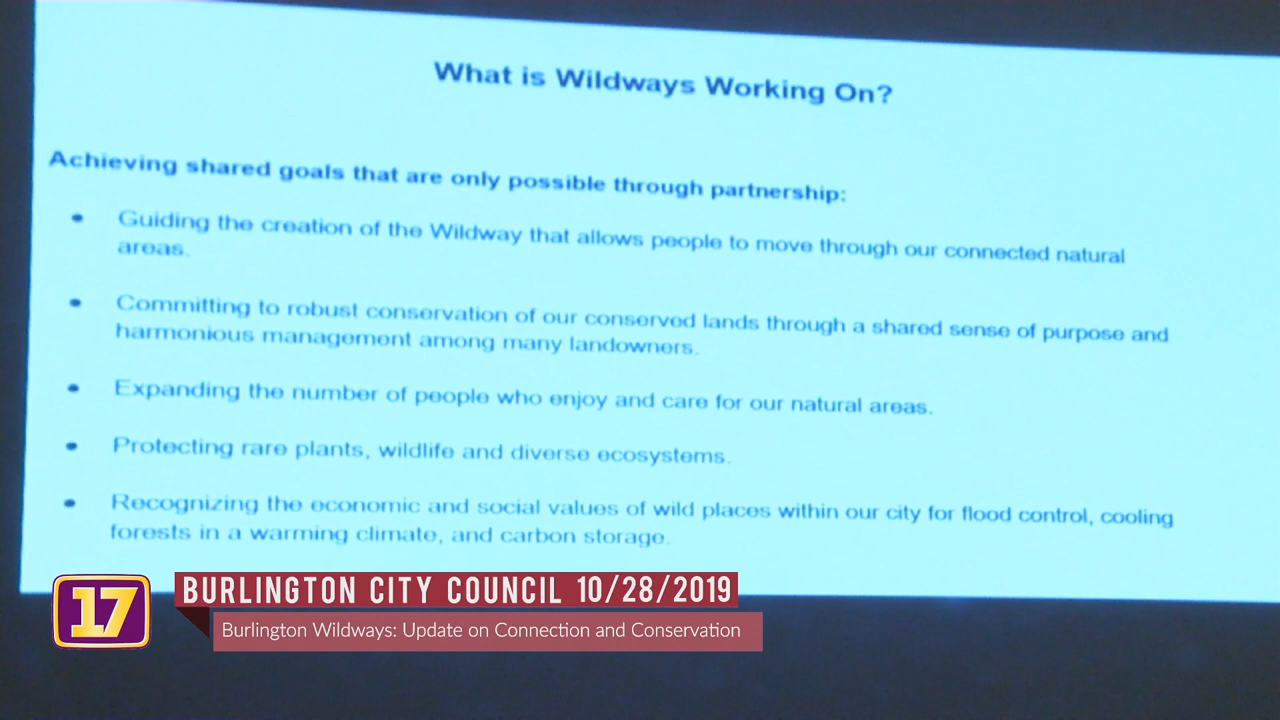 What is Wildways Working On?
Achieving shared goals that are only possible through partnership:
• Guiding the creation of the Wildway that allows people to move through our connected natural
areas.
• Committing to robust conservation of our conserved lands through a shared sense of purpose and
harmonious management among many landowners.
• Expanding the number of people who enjoy and care for our natural areas.
• Protecting rare plants, wildlife and diverse ecosystems.
• Recognizing the economic and social values of wild places within our city for flood control, cooling
forests in a warming climate, and carbon storage.
17
BURLINGTON CITY COUNCIL 10/28/2019
Burlington Wildways: Update on Connection and Conservation